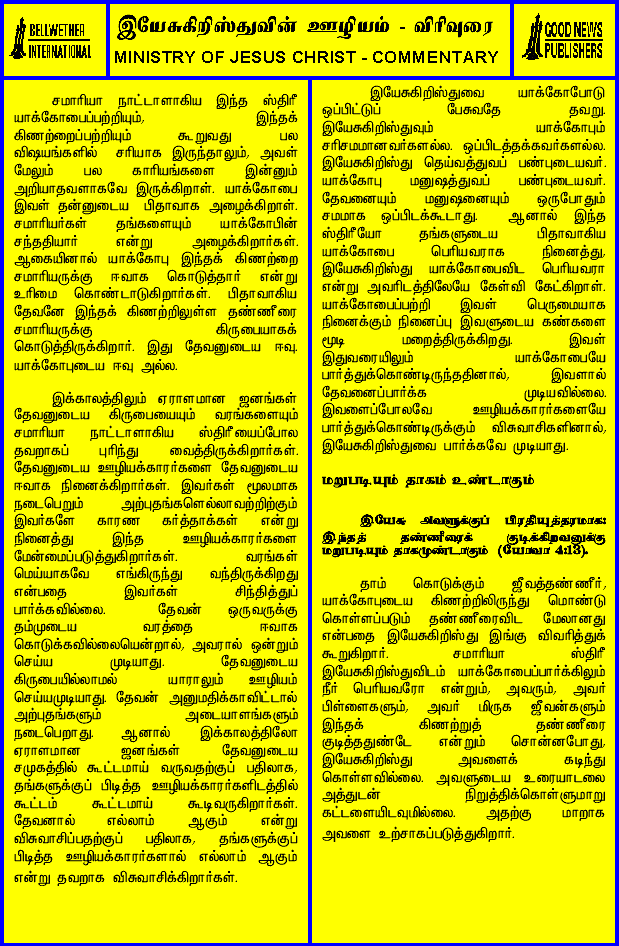 BELLWETHER
INTERNATIONAL
இயேசுகிறிஸ்துவின் ஊழியம் - விரிவுரை
MINISTRY OF JESUS CHRIST - COMMENTARY
GOOD NEWS
PUBLISHERS
சமாரியா நாட்டாளாகிய இந்த ஸ்திரீ
யாக்கோபைப்பற்றியும், இந்தக்
கிணற்றைப்பற்றியும் கூறுவது பல
விஷயங்களில் சரியாக இருந்தாலும், அவள்
மேலும் பல காரியங்களை இன்னும்
அறியாதவளாகவே இருக்கிறாள். யாக்கோபை
இவள் தன்னுடைய பிதாவாக அழைக்கிறாள்.
சமாரியர்கள் தங்களையும் யாக்கோபின்
சந்ததியார் என்று அழைக்கிறார்கள்.
ஆகையினால் யாக்கோபு இந்தக் கிணற்றை
சமாரியருக்கு ஈவாக கொடுத்தார் என்று
உரிமை கொண்டாடுகிறார்கள். பிதாவாகிய
தேவனே இந்தக் கிணற்றிலுள்ள தண்ணீரை
சமாரியருக்கு கிருபையாகக்
கொடுத்திருக்கிறார். இது தேவனுடைய ஈவு.
யாக்கோபுடைய ஈவு அல்ல.
இக்காலத்திலும் ஏராளமான ஜனங்கள்
தேவனுடைய கிருபையையும் வரங்களையும்
சமாரியா நாட்டாளாகிய ஸ்திரீயைப்போல
தவறாகப் புரிந்து வைத்திருக்கிறார்கள்.
தேவனுடைய ஊழியக்காரர்களை தேவனுடைய
ஈவாக நினைக்கிறார்கள். இவர்கள் மூலமாக
நடைபெறும் அற்புதங்களெல்லாவற்றிற்கும்
இவர்களே காரண கர்த்தாக்கள் என்று
நினைத்து இந்த ஊழியக்காரர்களை
மேன்மைப்படுத்துகிறார்கள். வரங்கள்
மெய்யாகவே எங்கிருந்து வந்திருக்கிறது
என்பதை இவர்கள் சிந்தித்துப்
பார்க்கவில்லை. தேவன் ஒருவருக்கு
தம்முடைய வரத்தை ஈவாக
கொடுக்கவில்லையென்றால், அவரால் ஒன்றும்
செய்ய முடியாது. தேவனுடைய
கிருபையில்லாமல் யாராலும் ஊழியம்
செய்யமுடியாது. தேவன் அனுமதிக்காவிட்டால்
அற்புதங்களும் அடையாளங்களும்
நடைபெறாது. ஆனால் இக்காலத்திலோ
ஏராளமான ஜனங்கள் தேவனுடைய
சமுகத்தில் கூட்டமாய் வருவதற்குப் பதிலாக,
தங்களுக்குப் பிடித்த ஊழியக்காரர்களிடத்தில்
கூட்டம் கூட்டமாய் கூடிவருகிறார்கள்.
தேவனால் எல்லாம் ஆகும் என்று
விசுவாசிப்பதற்குப் பதிலாக, தங்களுக்குப்
பிடித்த ஊழியக்காரர்களால் எல்லாம் ஆகும்
என்று தவறாக விசுவாசிக்கிறார்கள்.
இயேசுகிறிஸ்துவை யாக்கோபோடு
ஒப்பிட்டுப் பேசுவதே தவறு.
இயேசுகிறிஸ்துவும் யாக்கோபும்
சரிசமமானவர்களல்ல. ஒப்பிடத்தக்கவர்களல்ல.
இயேசுகிறிஸ்து தெய்வத்துவப் பண்புடையவர்.
யாக்கோபு மனுஷத்துவப் பண்புடையவர்.
தேவனையும் மனுஷனையும் ஒருபோதும்
சமமாக ஒப்பிடக்கூடாது. ஆனால் இந்த
ஸ்திரீயோ தங்களுடைய பிதாவாகிய
யாக்கோபை பெரியவராக நினைத்து,
இயேசுகிறிஸ்து யாக்கோபைவிட பெரியவரா
என்று அவரிடத்திலேயே கேள்வி கேட்கிறாள்.
யாக்கோபைப்பற்றி இவள் பெருமையாக
நினைக்கும் நினைப்பு இவளுடைய கண்களை
மூடி மறைத்திருக்கிறது. இவள்
இதுவரையிலும் யாக்கோபையே
பார்த்துக்கொண்டிருந்ததினால், இவளால்
தேவனைப்பார்க்க முடியவில்லை.
இவளைப்போலவே ஊழியக்காரர்களையே
பார்த்துக்கொண்டிருக்கும் விசுவாசிகளினால்,
இயேசுகிறிஸ்துவை பார்க்கவே முடியாது.
மறுபடியும் தாகம் உண்டாகும்
இயேசு அவளுக்குப் பிரதியுத்தரமாக:
இந்தத் தண்ணீரைக் குடிக்கிறவனுக்கு
மறுபடியும் தாகமுண்டாகும் (யோவா 4:13).
தாம் கொடுக்கும் ஜீவத்தண்ணீர்,
யாக்கோபுடைய கிணற்றிலிருந்து மொண்டு
கொள்ளப்படும் தண்ணீரைவிட மேலானது
என்பதை இயேசுகிறிஸ்து இங்கு விவரித்துக்
கூறுகிறார். சமாரியா ஸ்திரீ
இயேசுகிறிஸ்துவிடம் யாக்கோபைப்பார்க்கிலும்
நீர் பெரியவரோ என்றும், அவரும், அவர்
பிள்ளைகளும், அவர் மிருக ஜீவன்களும்
இந்தக் கிணற்றுத் தண்ணீரை
குடித்ததுண்டே என்றும் சொன்னபோது,
இயேசுகிறிஸ்து அவளைக் கடிந்து
கொள்ளவில்லை. அவளுடைய உரையாடலை
அத்துடன் நிறுத்திக்கொள்ளுமாறு
கட்டளையிடவுமில்லை. அதற்கு மாறாக
அவளை உற்சாகப்படுத்துகிறார்.